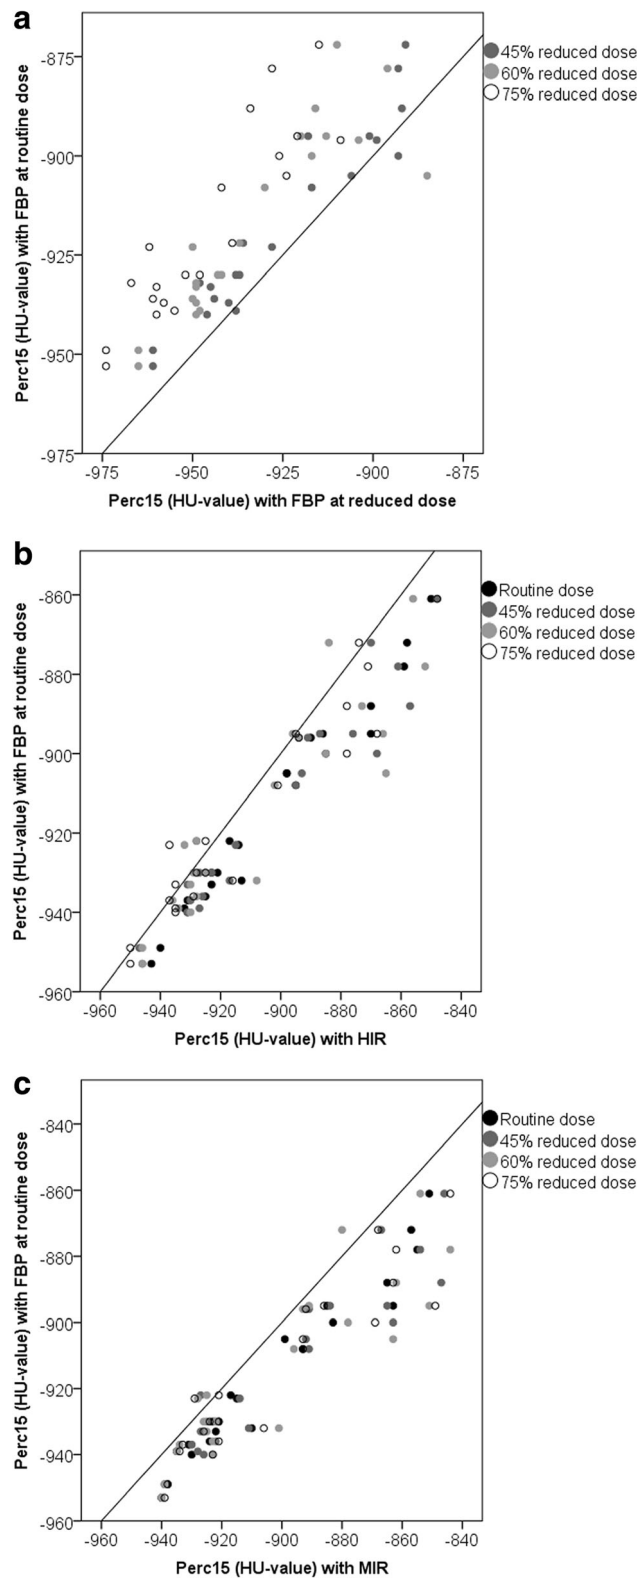 a
Perc15 (HU-value) with FBP at routine dose
-875
-900
-925
-950
-975
-975 -950 -925 -900 -875
Perc15 (HU-value) with FBP at reduced dose
45% reduced dose
60% reduced dose
75% reduced dose
b
Perc15 (HU-value) with FBP at routine dose
-860
-880
-900
-920
-940
-960
-960 -940 -920 -900 -880 -860 -840
Perc15 (HU-value) with HIR
Routine dose
45% reduced dose
60% reduced dose
75% reduced dose
c
Perc15 (HU-value) with FBP at routine dose
-840
-860
-880
-900
-920
-940
-960
-960 -940 -920 -900 -880 -860 -840
Perc15 (HU-value) with MIR
Routine dose
45% reduced dose
60% reduced dose
75% reduced dose